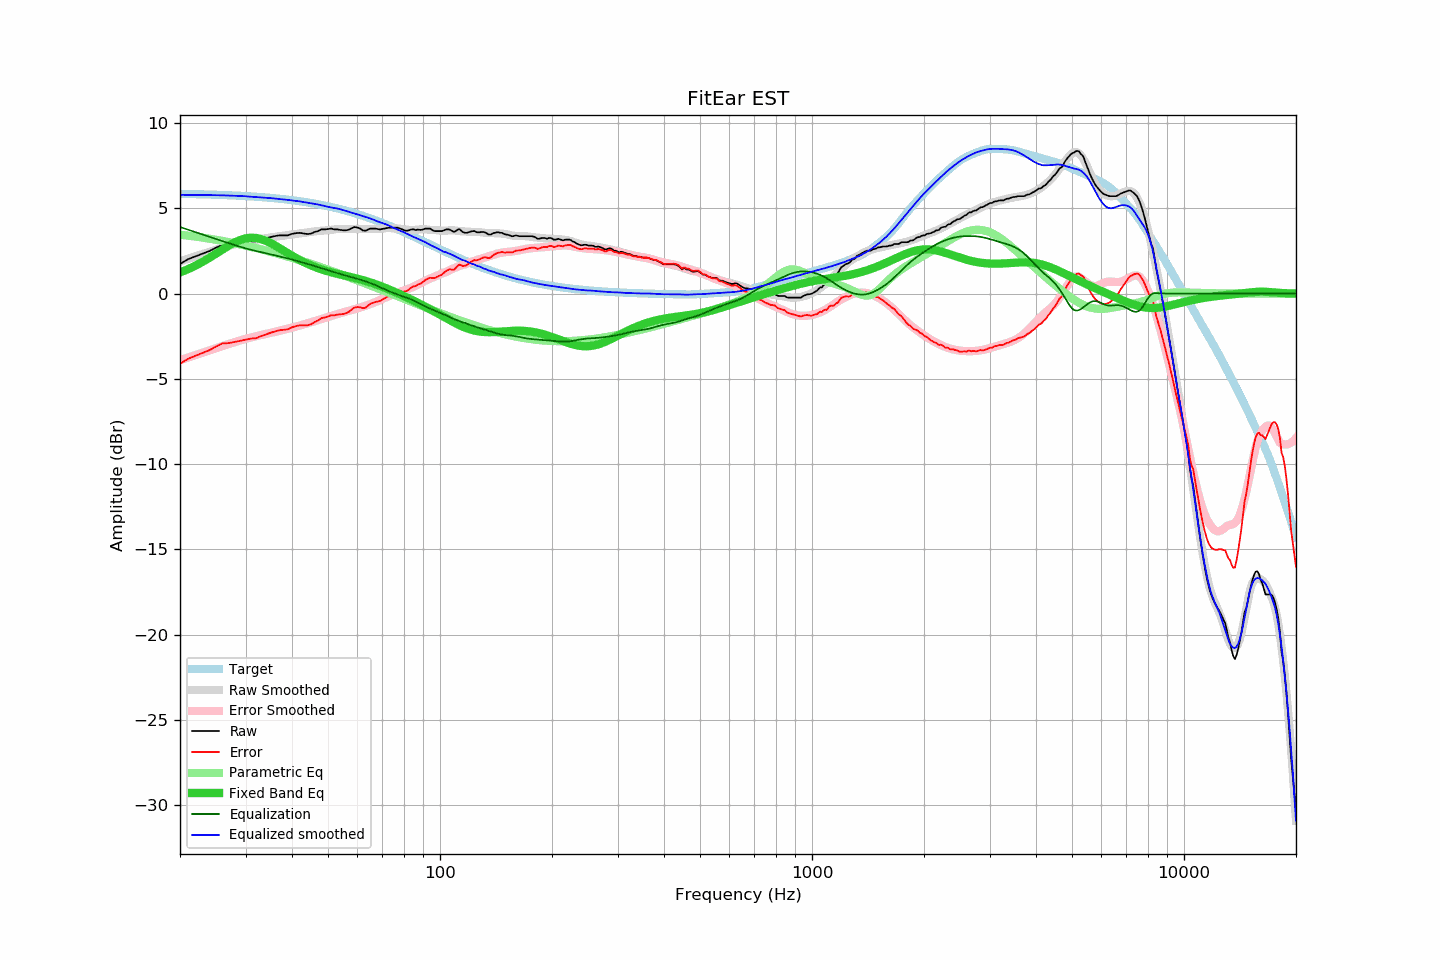 FitEar EST
10
5
0
−5
−10
−15
−20
−25
−30
Amplitude (dBr)
Target
Raw Smoothed
Error Smoothed
Raw
Error
Parametric Eq
Fixed Band Eq
Equalization
Equalized smoothed
100
1000
10000
Frequency (Hz)